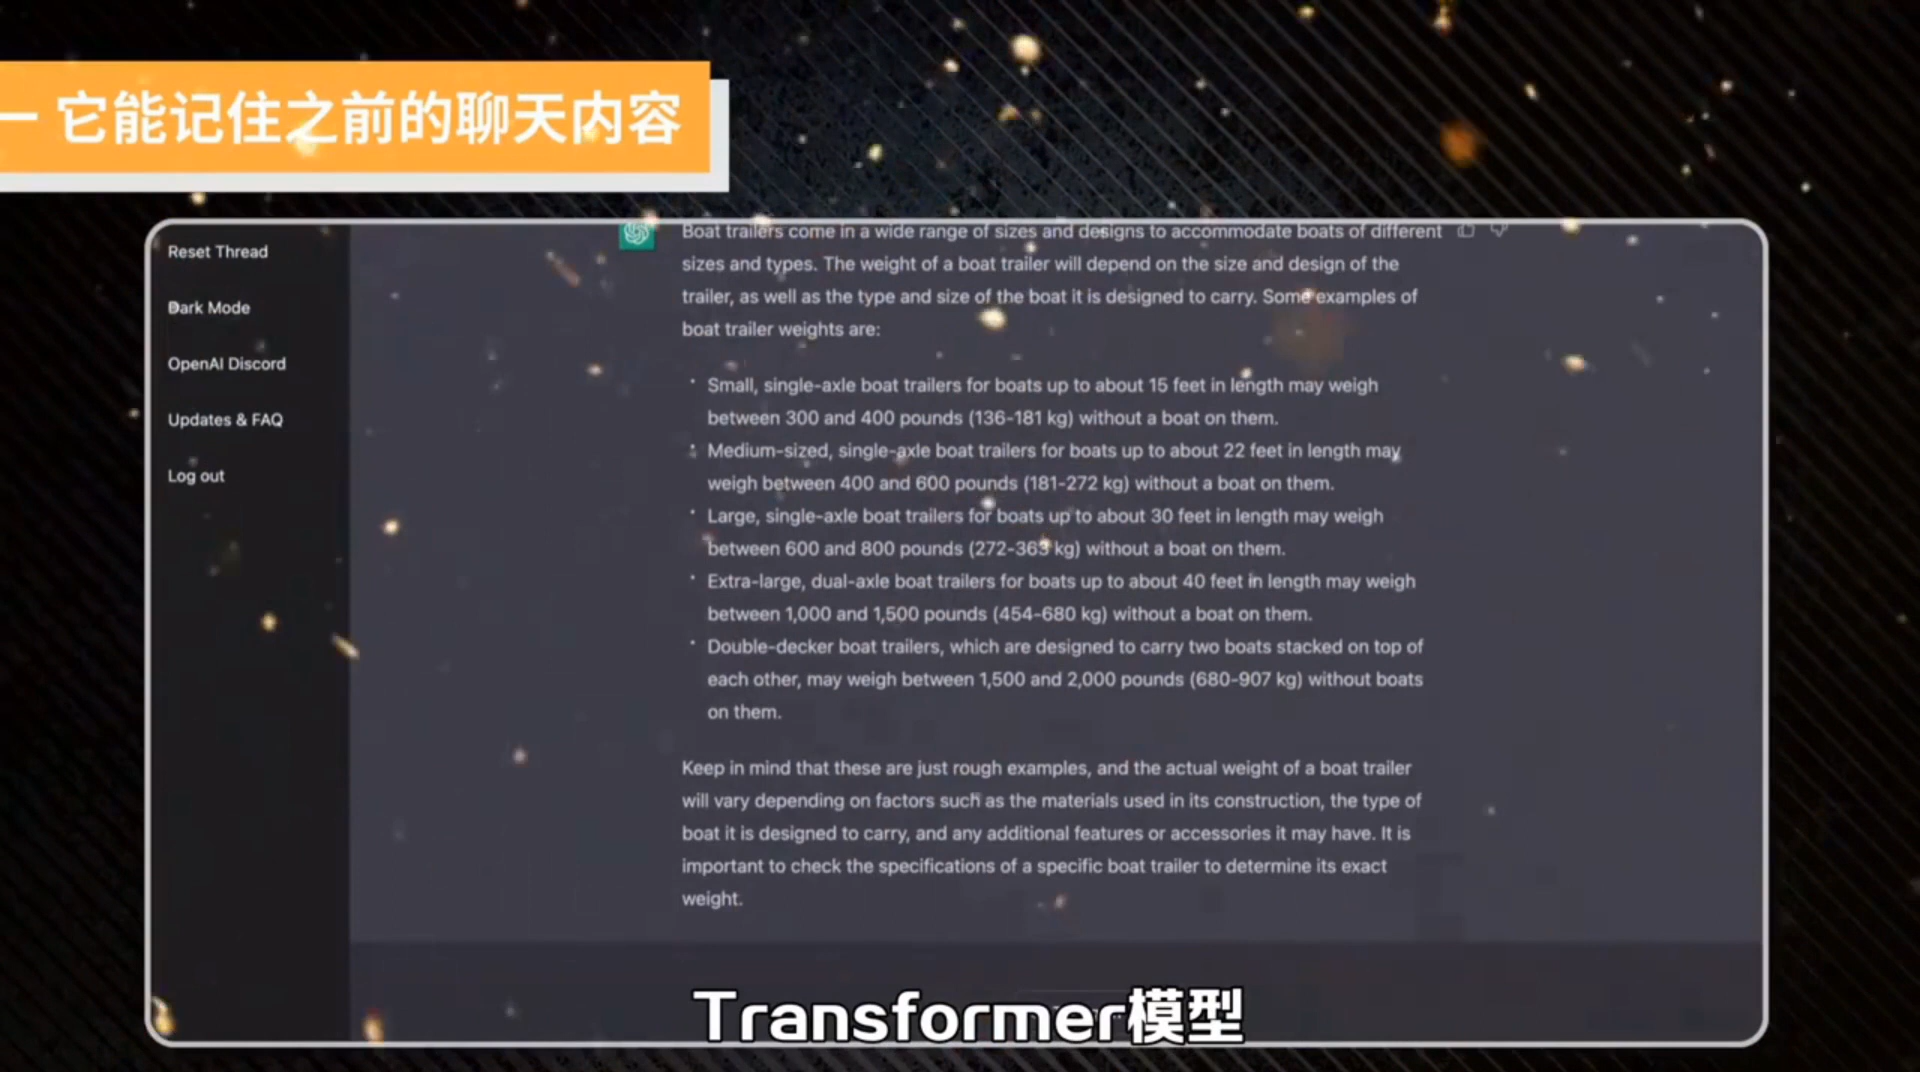 一 它能记住之前的聊天内容
Reset Thread
Dark Mode
OpenAI Discord
Updates & FAQ
Log out
Boat trailers come in a wide range of sizes and designs to accommodate boats of different
sizes and types. The weight of a boat trailer will depend on the size and design of the
trailer, as well as the type and size of the boat it is designed to carry. Some examples of
boat trailer weights are:
• Small, single-axle boat trailers for boats up to about 15 feet in length may weigh
between 300 and 400 pounds (136-181 kg) without a boat on them.
• Medium-sized, single-axle boat trailers for boats up to about 22 feet in length may
weigh between 400 and 600 pounds (181-272 kg) without a boat on them.
• Large, single-axle boat trailers for boats up to about 30 feet in length may weigh
between 600 and 800 pounds (272-363 kg) without a boat on them.
• Extra-large, dual-axle boat trailers for boats up to about 40 feet in length may weigh
between 1,000 and 1,500 pounds (454-680 kg) without a boat on them.
• Double-decker boat trailers, which are designed to carry two boats stacked on top of
each other, may weigh between 1,500 and 2,000 pounds (680-907 kg) without boats
on them.
Keep in mind that these are just rough examples, and the actual weight of a boat trailer
will vary depending on factors such as the materials used in its construction, the type of
boat it is designed to carry, and any additional features or accessories it may have. It is
important to check the specifications of a specific boat trailer to determine its exact
weight.
Transformer模型